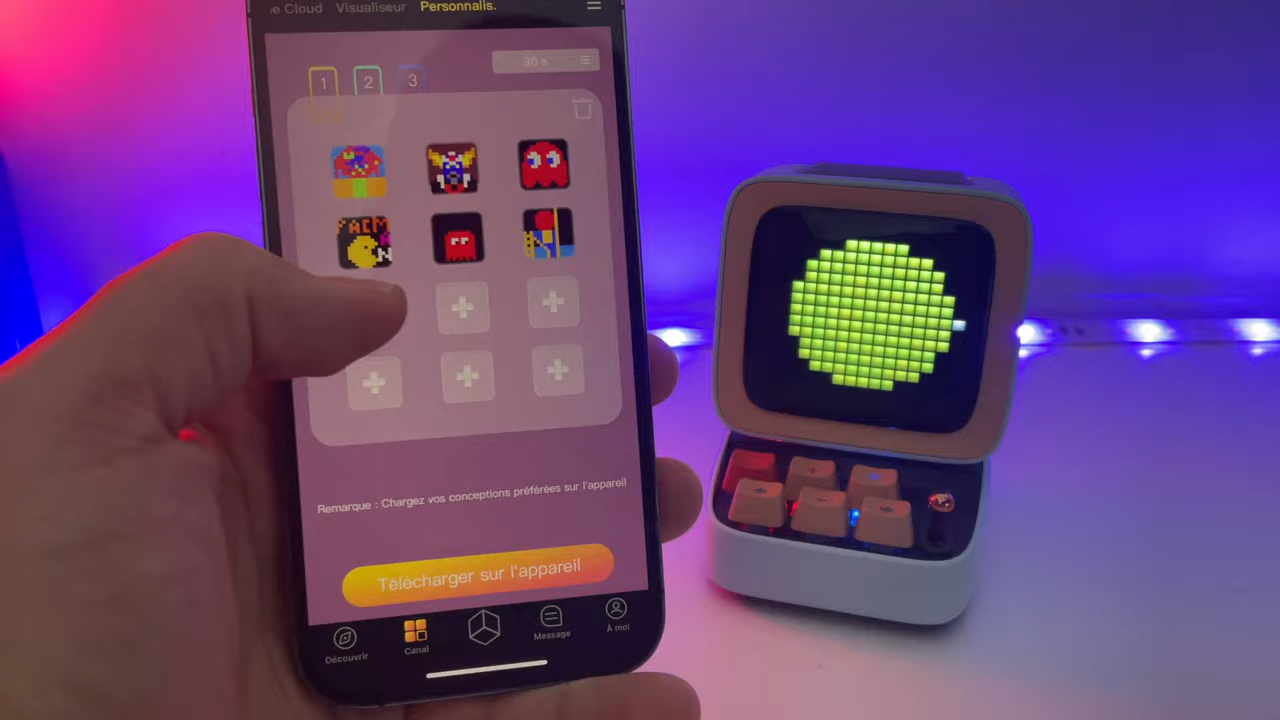 e Cloud Visualiseur Personnalis.
1 2 3
30 s
PACM
N
Remarque : Chargez vos conceptions préférées sur l'appareil
Télécharger sur l'appareil
Découvrir Canal Message À moi